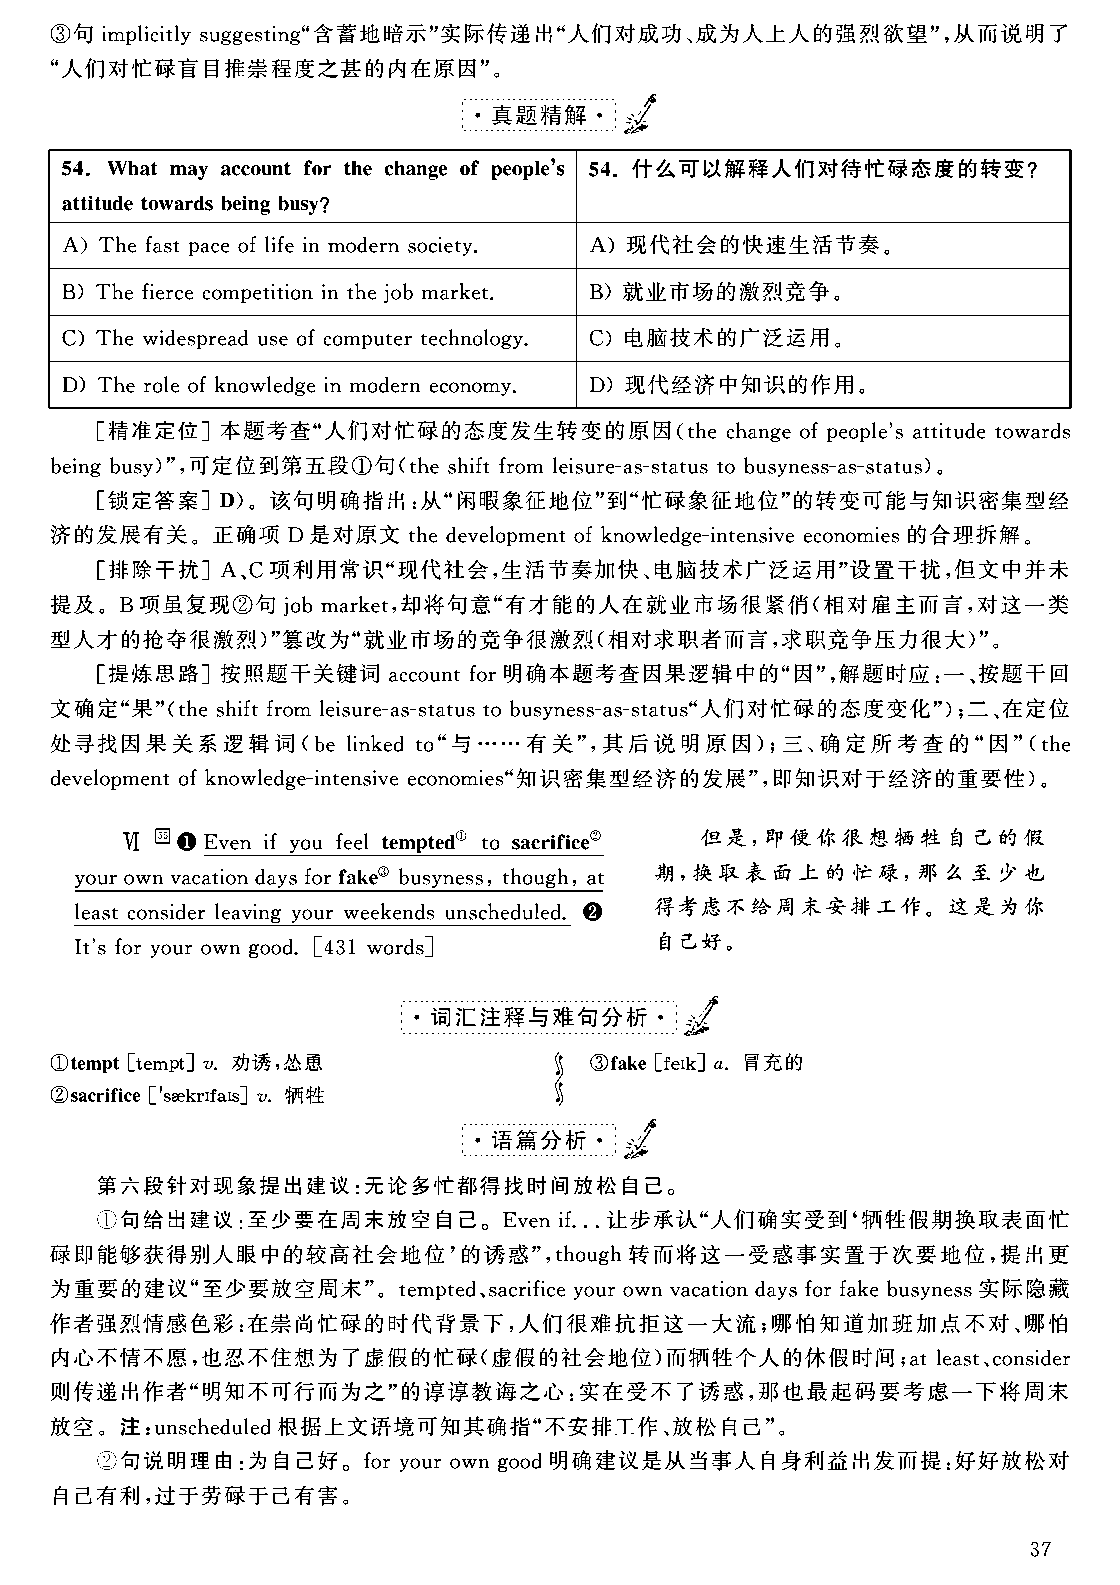 ③句 implicitly suggesting“含蓄地暗示”实际传递出“人们对成功、成为人上人的强烈欲望”,从而说明了
“人们对忙碌盲目推崇程度之甚的内在原因”。
·真题精解·
54. What may account for the change of people's
attitude towards being busy?
54. 什么可以解释人们对待忙碌态度的转变?
A) The fast pace of life in modern society.
A) 现代社会的快速生活节奏。
B) The fierce competition in the job market.
B) 就业市场的激烈竞争。
C) The widespread use of computer technology.
C) 电脑技术的广泛运用。
D) The role of knowledge in modern economy.
D) 现代经济中知识的作用。
[精准定位] 本题考查“人们对忙碌的态度发生转变的原因(the change of people's attitude towards
being busy)”,可定位到第五段①句(the shift from leisure-as-status to busyness-as-status)。
[锁定答案] D)。该句明确指出:从“闲暇象征地位”到“忙碌象征地位”的转变可能与知识密集型经
济的发展有关。正确项 D 是对原文 the development of knowledge-intensive economies 的合理拆解。
[排除干扰] A、C 项利用常识“现代社会,生活节奏加快、电脑技术广泛运用”设置干扰,但文中并未
提及。B 项虽复现②句 job market,却将句意“有才能的人在就业市场很紧俏(相对雇主而言,对这一类
型人才的抢夺很激烈)”篡改为“就业市场的竞争很激烈(相对求职者而言,求职竞争压力很大)”。
[提炼思路] 按照题干关键词 account for 明确本题考查因果逻辑中的“因”,解题时应:一、按题干回
文确定“果”(the shift from leisure-as-status to busyness-as-status“人们对忙碌的态度变化”);二、在定位
处寻找因果关系逻辑词(be linked to“与……有关”,其后说明原因);三、确定所考查的“因”(the
development of knowledge-intensive economies“知识密集型经济的发展”,即知识对于经济的重要性)。
Ⅵ 55 ❶ Even if you feel tempted① to sacrifice②
your own vacation days for fake③ busyness, though, at
least consider leaving your weekends unscheduled. ❷
It's for your own good. [431 words]
但是,即便你很想牺牲自己的假
期,换取表面上的忙碌,那么至少也
得考虑不给周末安排工作。这是为你
自己好。
·词汇注释与难句分析·
①tempt [tempt] v. 劝诱,怂恿
②sacrifice ['sækrɪfaɪs] v. 牺牲
③fake [feɪk] a. 冒充的
·语篇分析·
第六段针对现象提出建议:无论多忙都得找时间放松自己。
①句给出建议:至少要在周末放空自己。Even if...让步承认“人们确实受到‘牺牲假期换取表面忙
碌即能够获得别人眼中的较高社会地位’的诱惑”,though 转而将这一受惑事实置于次要地位,提出更
为重要的建议“至少要放空周末”。tempted、sacrifice your own vacation days for fake busyness 实际隐藏
作者强烈情感色彩:在崇尚忙碌的时代背景下,人们很难抗拒这一大流;哪怕知道加班加点不对、哪怕
内心不情不愿,也忍不住想为了虚假的忙碌(虚假的社会地位)而牺牲个人的休假时间;at least、consider
则传递出作者“明知不可行而为之”的谆谆教诲之心:实在受不了诱惑,那也最起码要考虑一下将周末
放空。注:unscheduled 根据上文语境可知其确指“不安排工作、放松自己”。
②句说明理由:为自己好。for your own good 明确建议是从当事人自身利益出发而提:好好放松对
自己有利,过于劳碌于己有害。
37